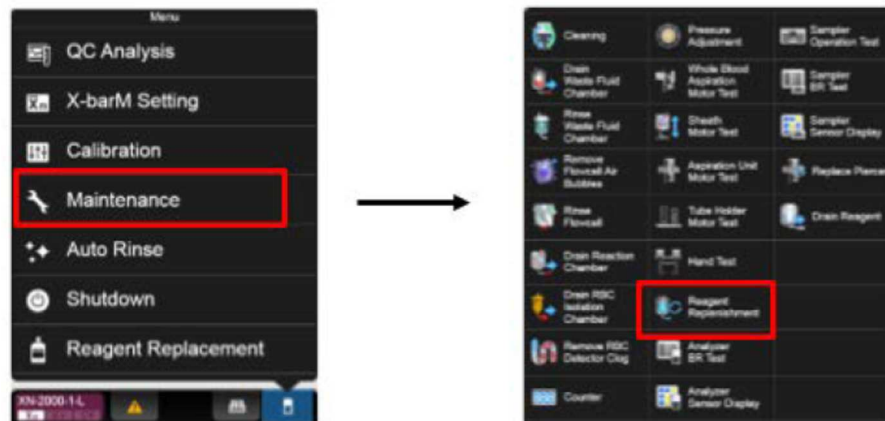 Menu
QC Analysis
X-barM Setting
Calibration
Maintenance
Auto Rinse
Shutdown
Reagent Replacement
XN-2000-1-L
Cleaning
Drain
Waste Fluid
Chamber
Rinse
Waste Fluid
Chamber
Remove
Flowcell Air
Bubbles
Rinse
Flowcell
Drain Reaction
Chamber
Drain RBC
Isolation
Chamber
Remove RBC
Detector Clog
Counter
Pressure
Adjustment
Whole Blood
Aspiration
Motor Test
Sheath
Motor Test
Aspiration Unit
Motor Test
Tube Holder
Motor Test
Hand Test
Reagent
Replenishment
Analyzer
BR Test
Analyzer
Sensor Display
Sampler
Operation Test
Sampler
BR Test
Sampler
Sensor Display
Replace Pierce
Drain Reagent